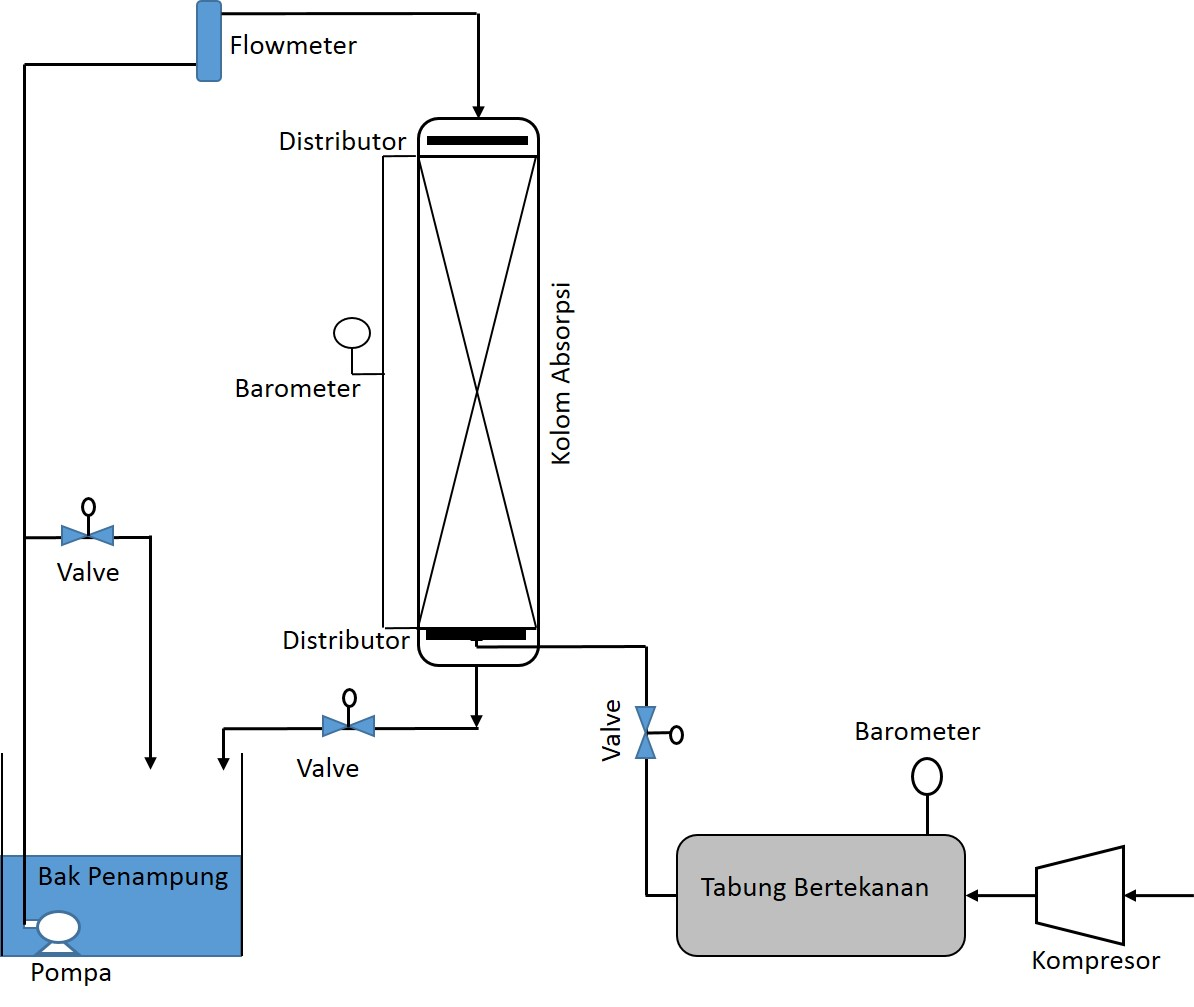 Flowmeter
Distributor
Kolom Absorpsi
Barometer
Valve
Distributor
Valve
Valve
Barometer
Bak Penampung
Tabung Bertekanan
Pompa
Kompresor